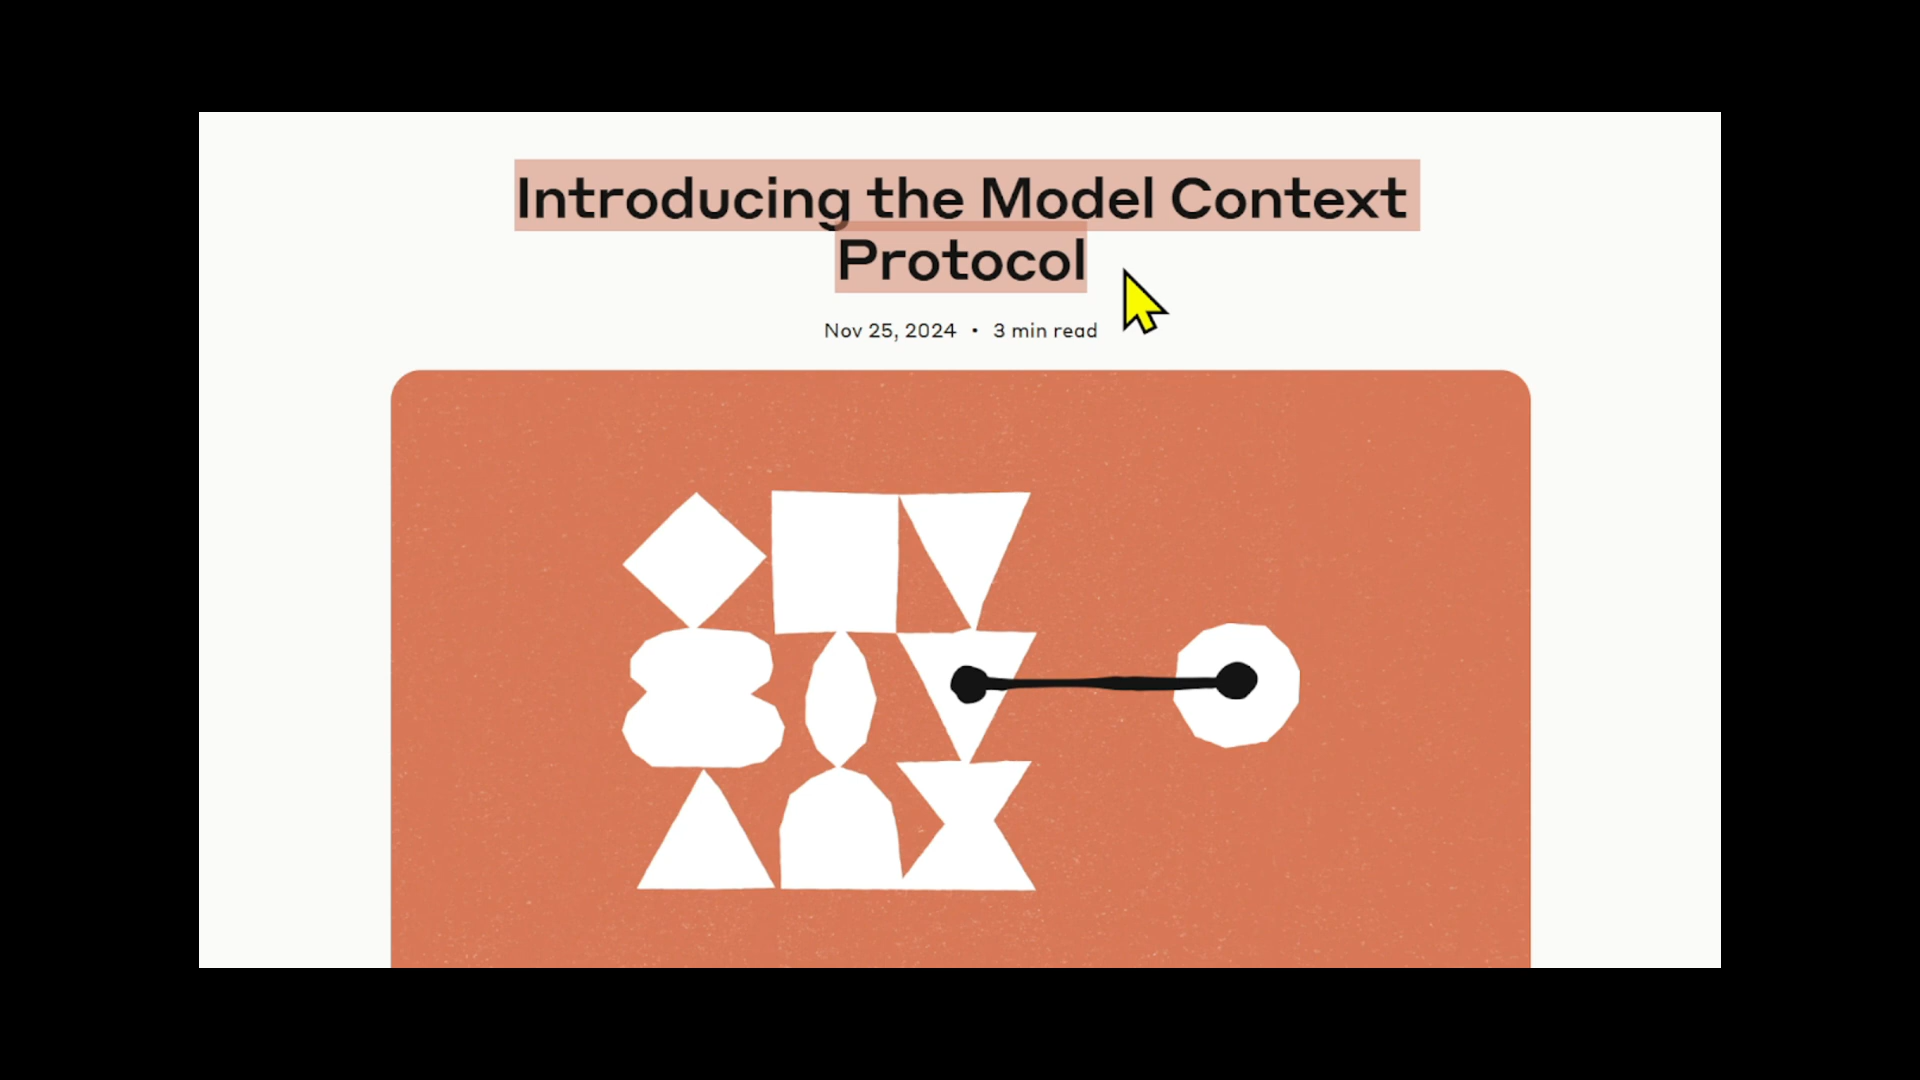 Introducing the Model Context
Protocol
Nov 25, 2024 • 3 min read